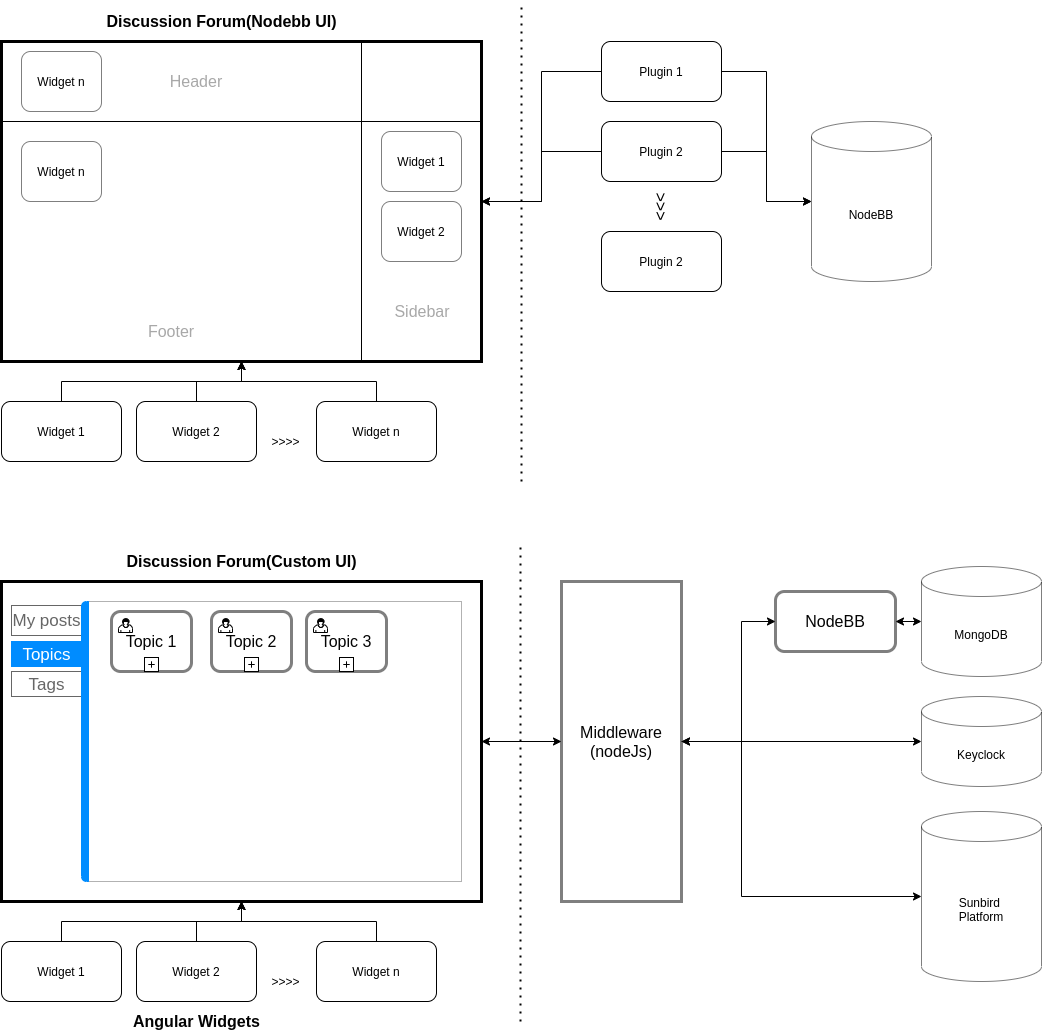 Discussion Forum(Nodebb UI)
Widget n
Header
Widget n
Widget 1
Widget 2
Sidebar
Footer
Widget 1
Widget 2
>>>>
Widget n
Plugin 1
Plugin 2
>>>
Plugin 2
NodeBB
Discussion Forum(Custom UI)
My posts
Topics
Tags
Topic 1
+
Topic 2
+
Topic 3
+
Widget 1
Widget 2
>>>>
Widget n
Angular Widgets
Middleware
(nodeJs)
NodeBB
MongoDB
Keyclock
Sunbird
Platform